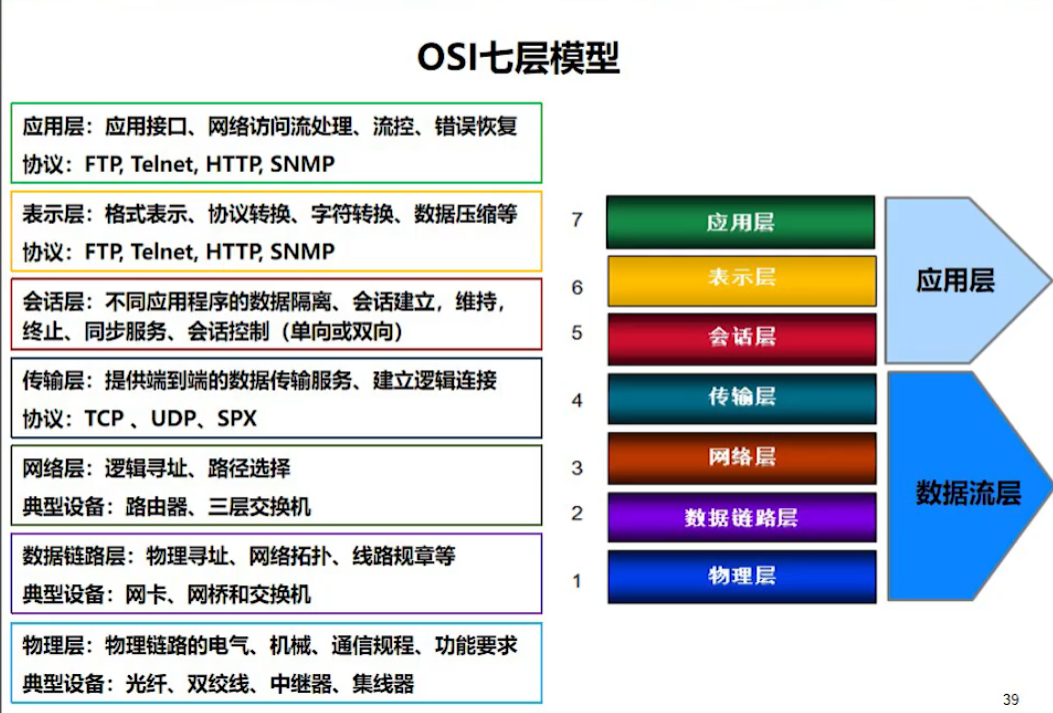 OSI七层模型
应用层：应用接口、网络访问流处理、流控、错误恢复
协议：FTP, Telnet, HTTP, SNMP
表示层：格式表示、协议转换、字符转换、数据压缩等
协议：FTP, Telnet, HTTP, SNMP
会话层：不同应用程序的数据隔离、会话建立，维持，
终止、同步服务、会话控制（单向或双向）
传输层：提供端到端的数据传输服务、建立逻辑连接
协议：TCP 、UDP、SPX
网络层：逻辑寻址、路径选择
典型设备：路由器、三层交换机
数据链路层：物理寻址、网络拓扑、线路规章等
典型设备：网卡、网桥和交换机
物理层：物理链路的电气、机械、通信规程、功能要求
典型设备：光纤、双绞线、中继器、集线器
7 应用层
6 表示层
5 会话层
4 传输层
3 网络层
2 数据链路层
1 物理层
应用层
数据流层
39